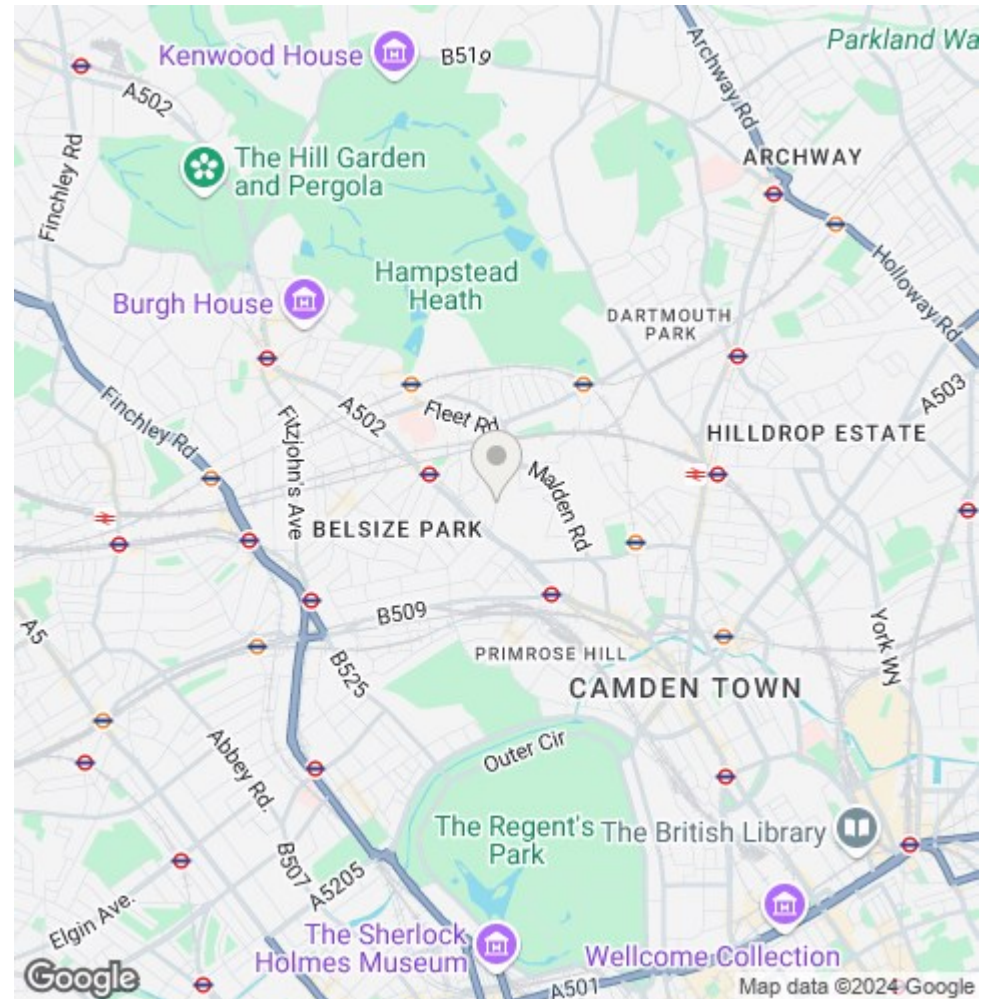 Kenwood House
B519
Parkland Wa
A502
Archway Rd
Finchley Rd
The Hill Garden
and Pergola
ARCHWAY
Hampstead
Heath
Burgh House
Holloway Rd
DARTMOUTH
PARK
A503
A502
Fleet Rd
Finchley Rd
Fitzjohn's Ave
HILLDROP ESTATE
Malden Rd
BELSIZE PARK
B509
A5
B525
York Wy
PRIMROSE HILL
CAMDEN TOWN
Outer Cir
Abbey Rd.
The Regent's
Park
The British Library
B507
A5205
Elgin Ave.
The Sherlock
Holmes Museum
Wellcome Collection
Google
A501
Map data ©2024 Google